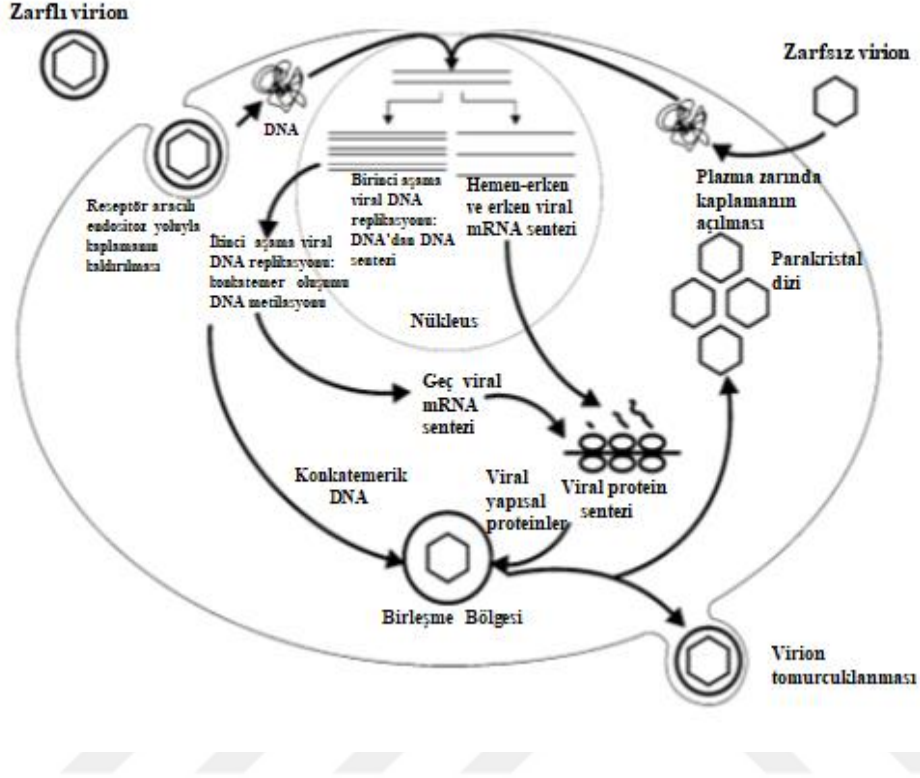 Zarflı virion
Zarfsız virion
DNA
Reseptör aracılı
endositoz yoluyla
kaplamanın
kaldırılması
İkinci aşama viral
DNA replikasyonu:
konkatemer oluşumu
DNA metilasyonu
Birinci aşama
viral DNA
replikasyonu:
DNA'dan DNA
sentezi
Hemen-erken
ve erken viral
mRNA sentezi
Plazma zarında
kaplamanın
açılması
Parakristal
dizi
Nükleus
Geç viral
mRNA
sentezi
Konkatemerik
DNA
Viral
yapısal
proteinler
Viral protein
sentezi
Birleşme Bölgesi
Virion
tomurcuklanması